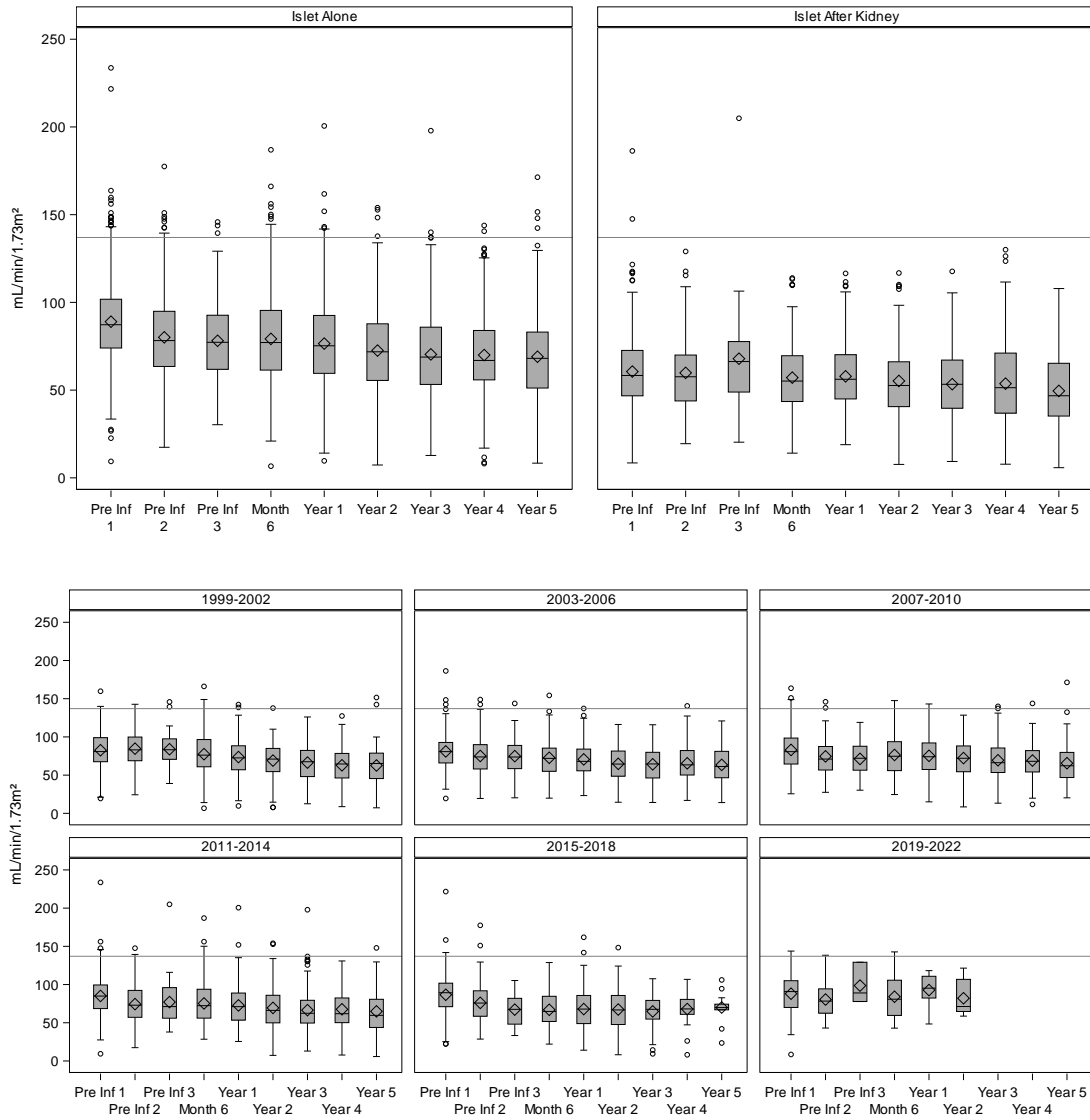 Islet Alone
Islet After Kidney
mL/min/1.73m²
250
200
150
100
50
0
Pre Inf 1 Pre Inf 2 Pre Inf 3 Month 6 Year 1 Year 2 Year 3 Year 4 Year 5
Pre Inf 1 Pre Inf 2 Pre Inf 3 Month 6 Year 1 Year 2 Year 3 Year 4 Year 5
1999-2002
2003-2006
2007-2010
250
200
150
100
50
0
mL/min/1.73m²
2011-2014
2015-2018
2019-2022
250
200
150
100
50
0
Pre Inf 1 Pre Inf 3 Year 1 Year 3 Year 5
Pre Inf 2 Month 6 Year 2 Year 4
Pre Inf 1 Pre Inf 3 Year 1 Year 3 Year 5
Pre Inf 2 Month 6 Year 2 Year 4
Pre Inf 1 Pre Inf 3 Year 1 Year 3 Year 5
Pre Inf 2 Month 6 Year 2 Year 4